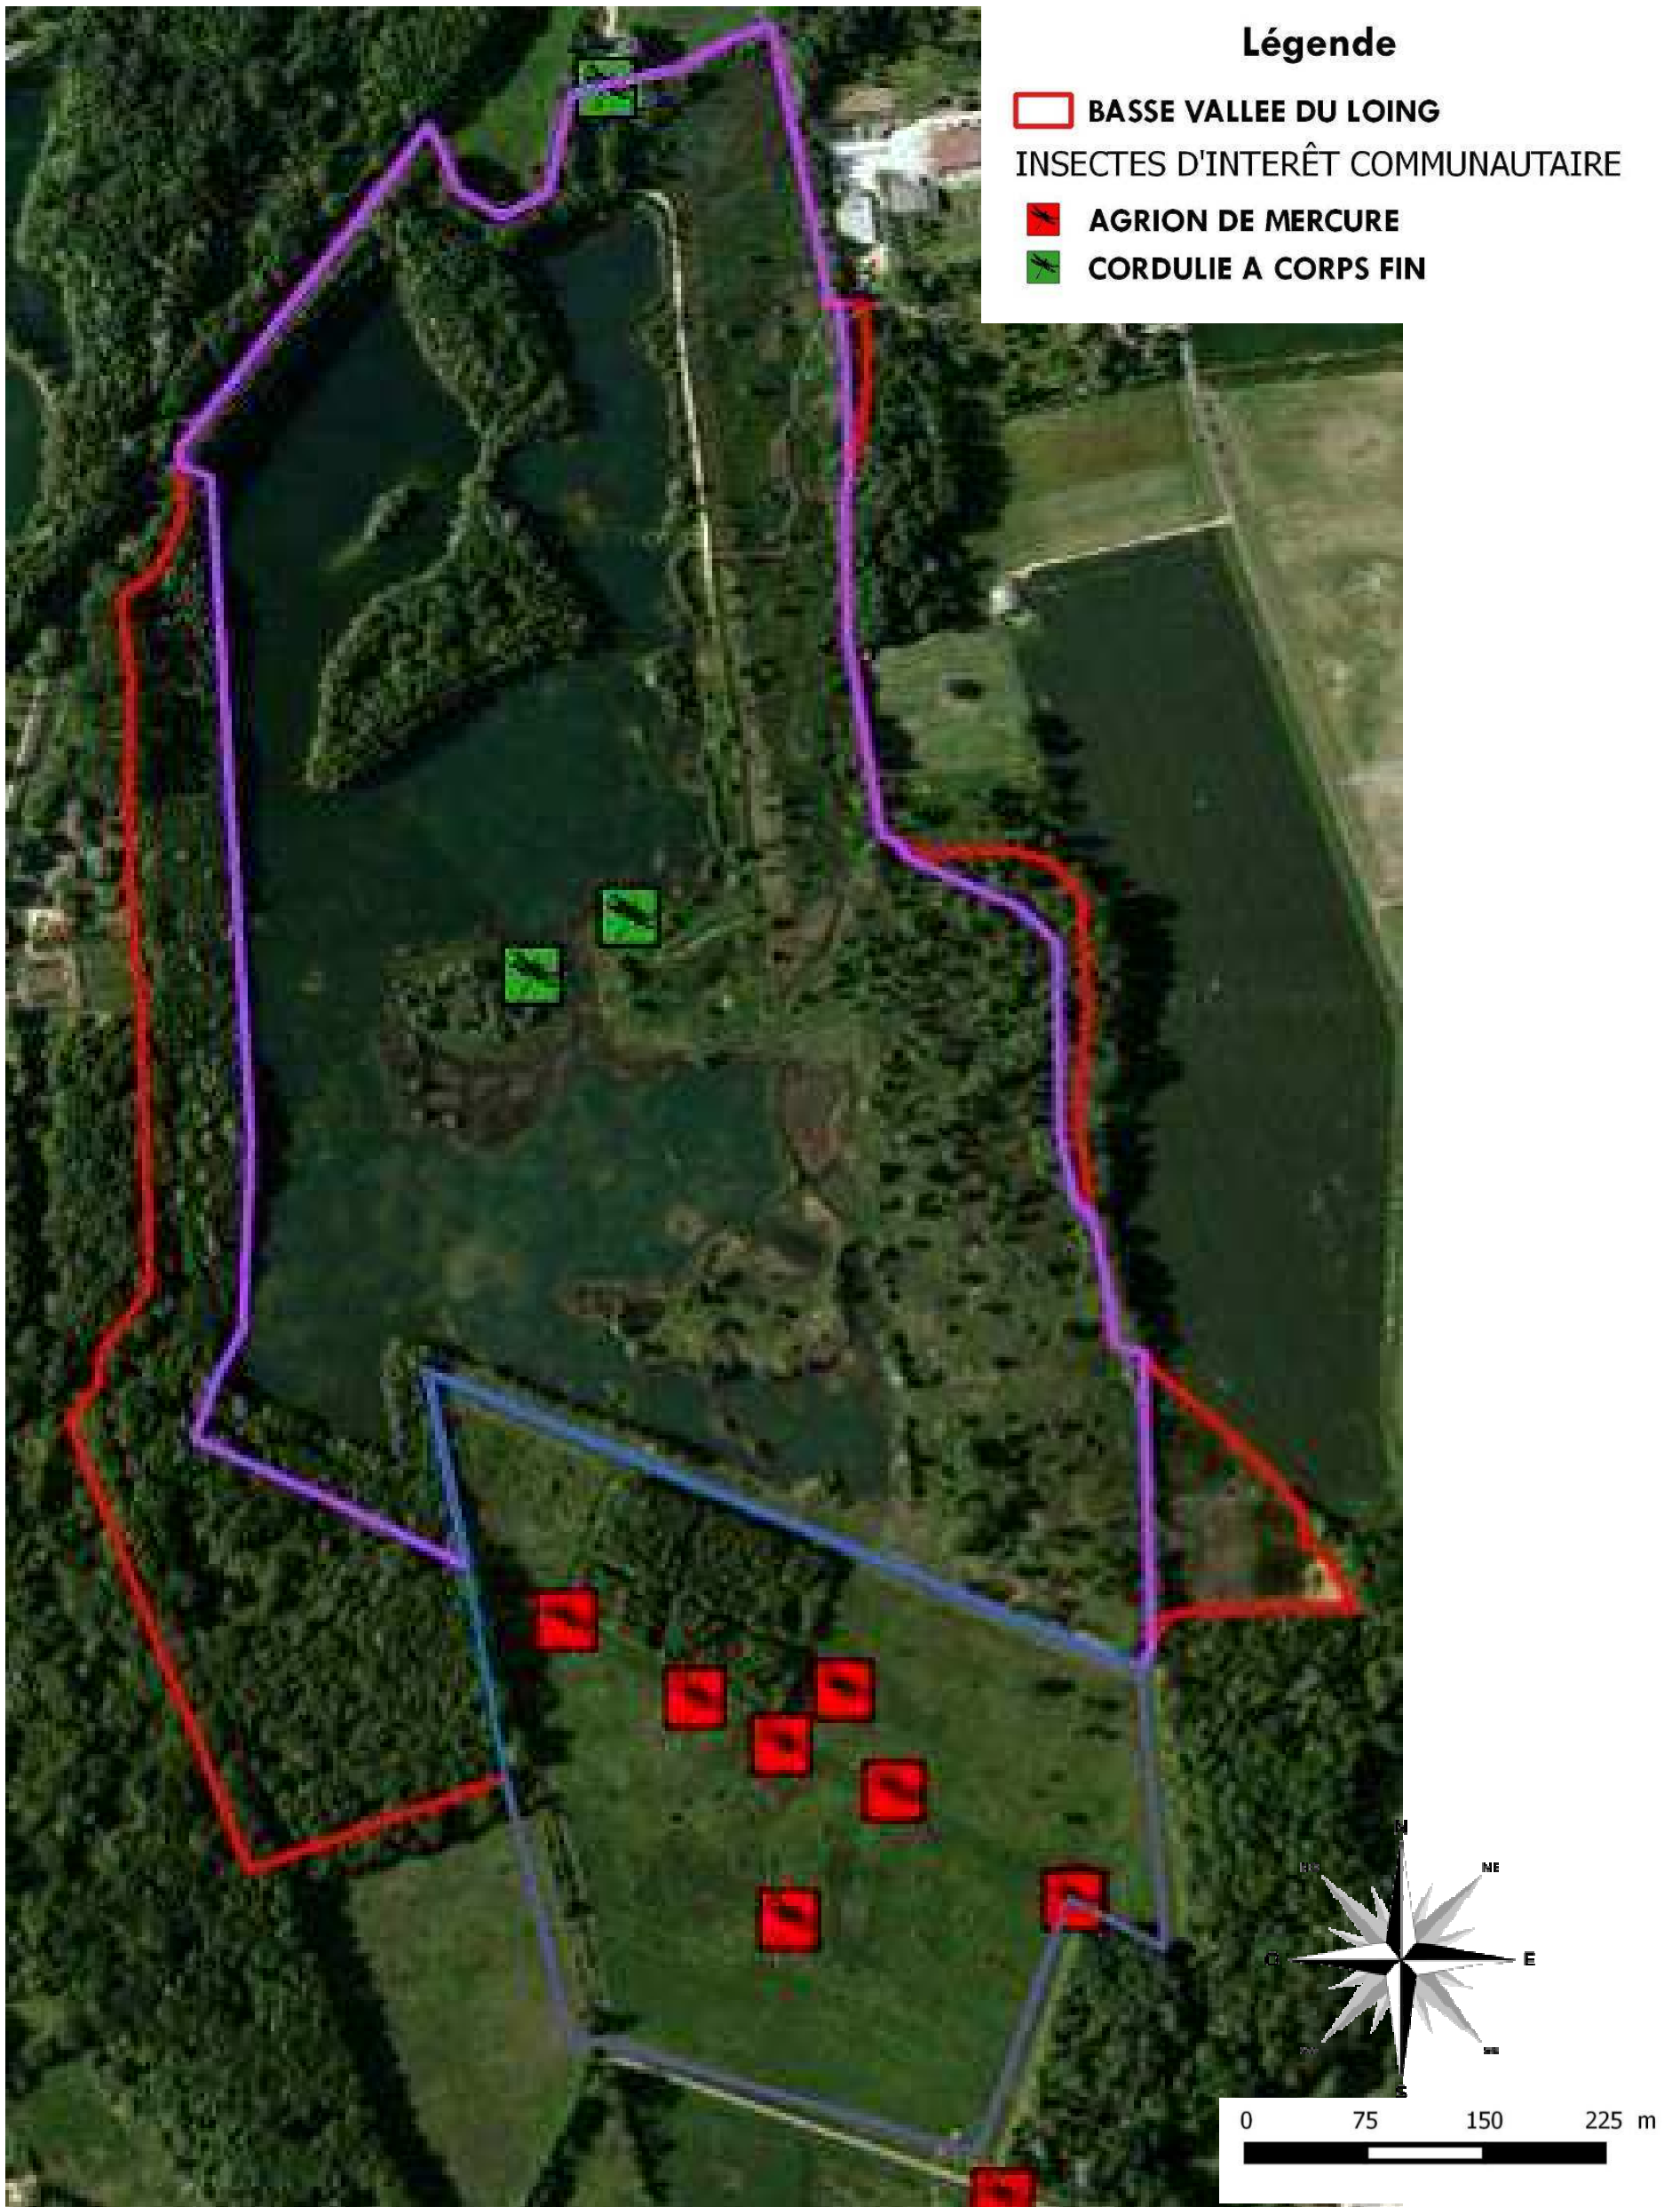 Légende
BASSE VALLEE DU LOING
INSECTES D'INTERÊT COMMUNAUTAIRE
AGRION DE MERCURE
CORDULIE A CORPS FIN
N
NE
O
E
S
0 75 150 225 m